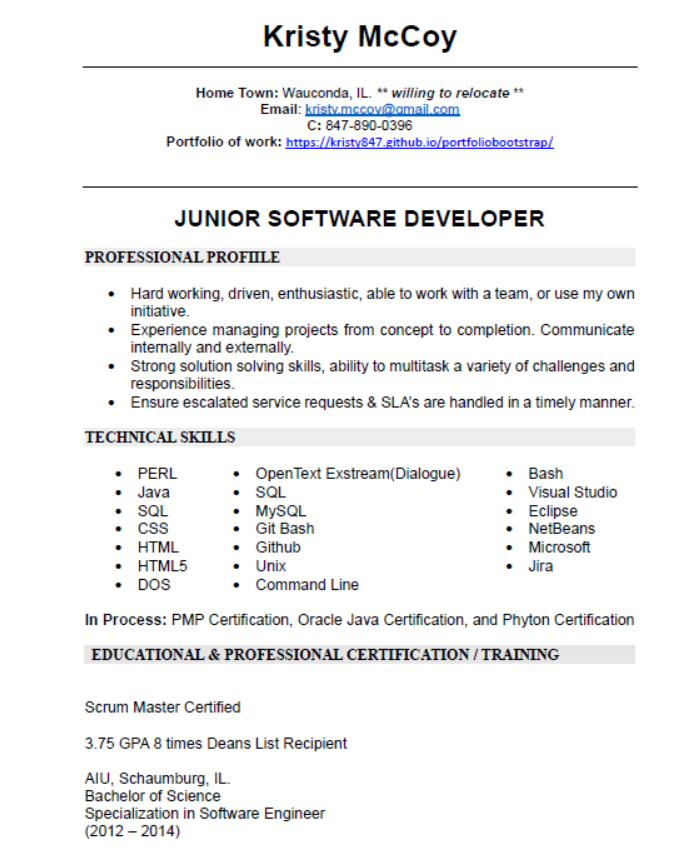 Kristy McCoy
Home Town: Wauconda, IL. ** willing to relocate **
Email: kristy.mccoy@gmail.com
C: 847-890-0396
Portfolio of work: https://kristy847.github.io/portfoliobootstrap/
JUNIOR SOFTWARE DEVELOPER
PROFESSIONAL PROFIILE
• Hard working, driven, enthusiastic, able to work with a team, or use my own
initiative.
• Experience managing projects from concept to completion. Communicate
internally and externally.
• Strong solution solving skills, ability to multitask a variety of challenges and
responsibilities.
• Ensure escalated service requests & SLA's are handled in a timely manner.
TECHNICAL SKILLS
• PERL • OpenText Exstream(Dialogue) • Bash
• Java • SQL • Visual Studio
• SQL • MySQL • Eclipse
• CSS • Git Bash • NetBeans
• HTML • Github • Microsoft
• HTML5 • Unix • Jira
• DOS • Command Line
In Process: PMP Certification, Oracle Java Certification, and Phyton Certification
EDUCATIONAL & PROFESSIONAL CERTIFICATION / TRAINING
Scrum Master Certified
3.75 GPA 8 times Deans List Recipient
AIU, Schaumburg, IL.
Bachelor of Science
Specialization in Software Engineer
(2012 – 2014)